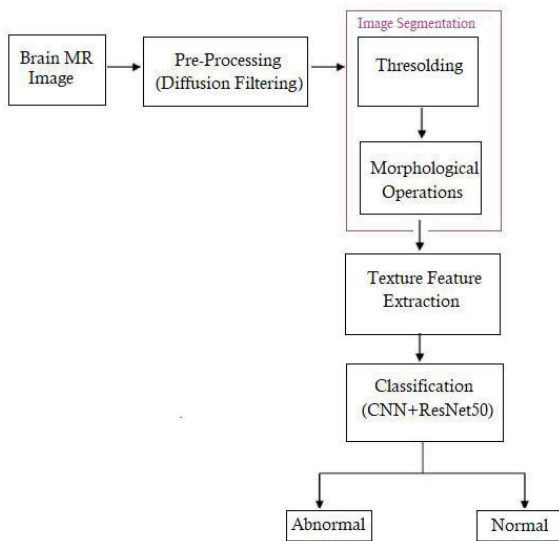 Brain MR
Image
Pre-Processing
(Diffusion Filtering)
Image Segmentation
Thresolding
Morphological
Operations
Texture Feature
Extraction
Classification
(CNN+ResNet50)
Abnormal
Normal